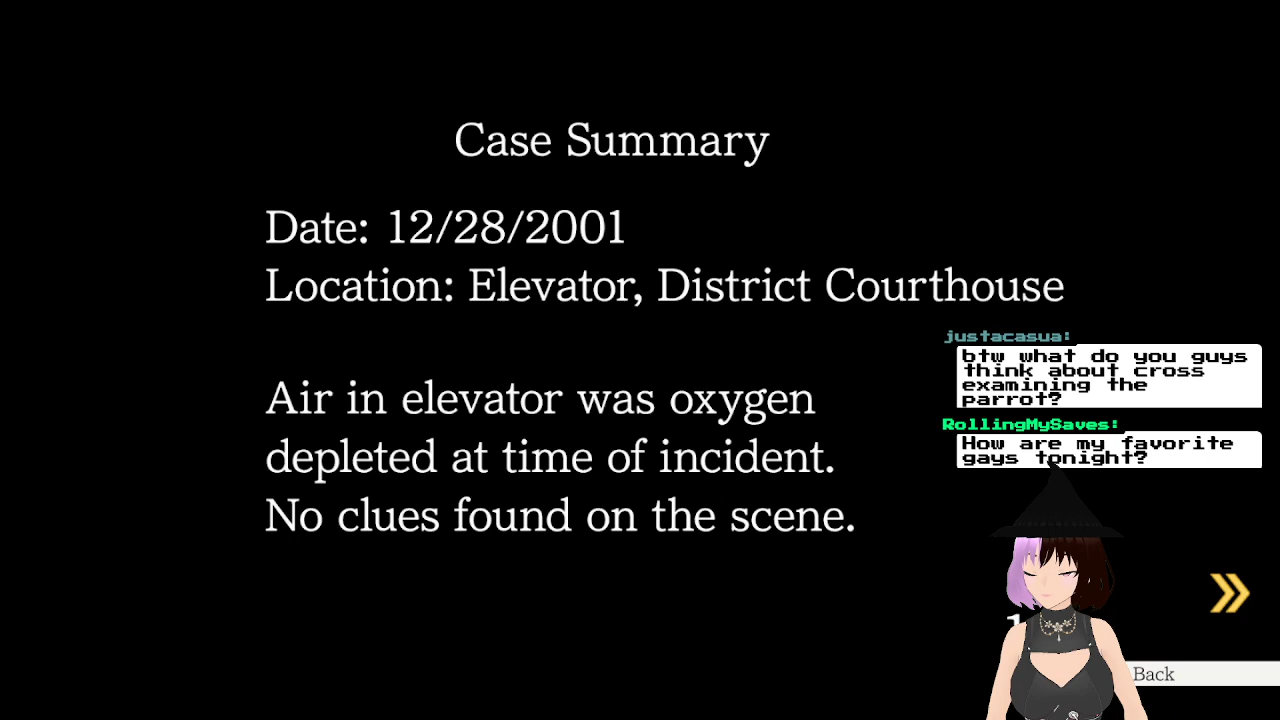 Case Summary
Date: 12/28/2001
Location: Elevator, District Courthouse
Air in elevator was oxygen
depleted at time of incident.
No clues found on the scene.
justacasua:
btw what do you guys
think about cross
examining the
parrot?
RollingMySaves:
How are my favorite
gays tonight?
Back